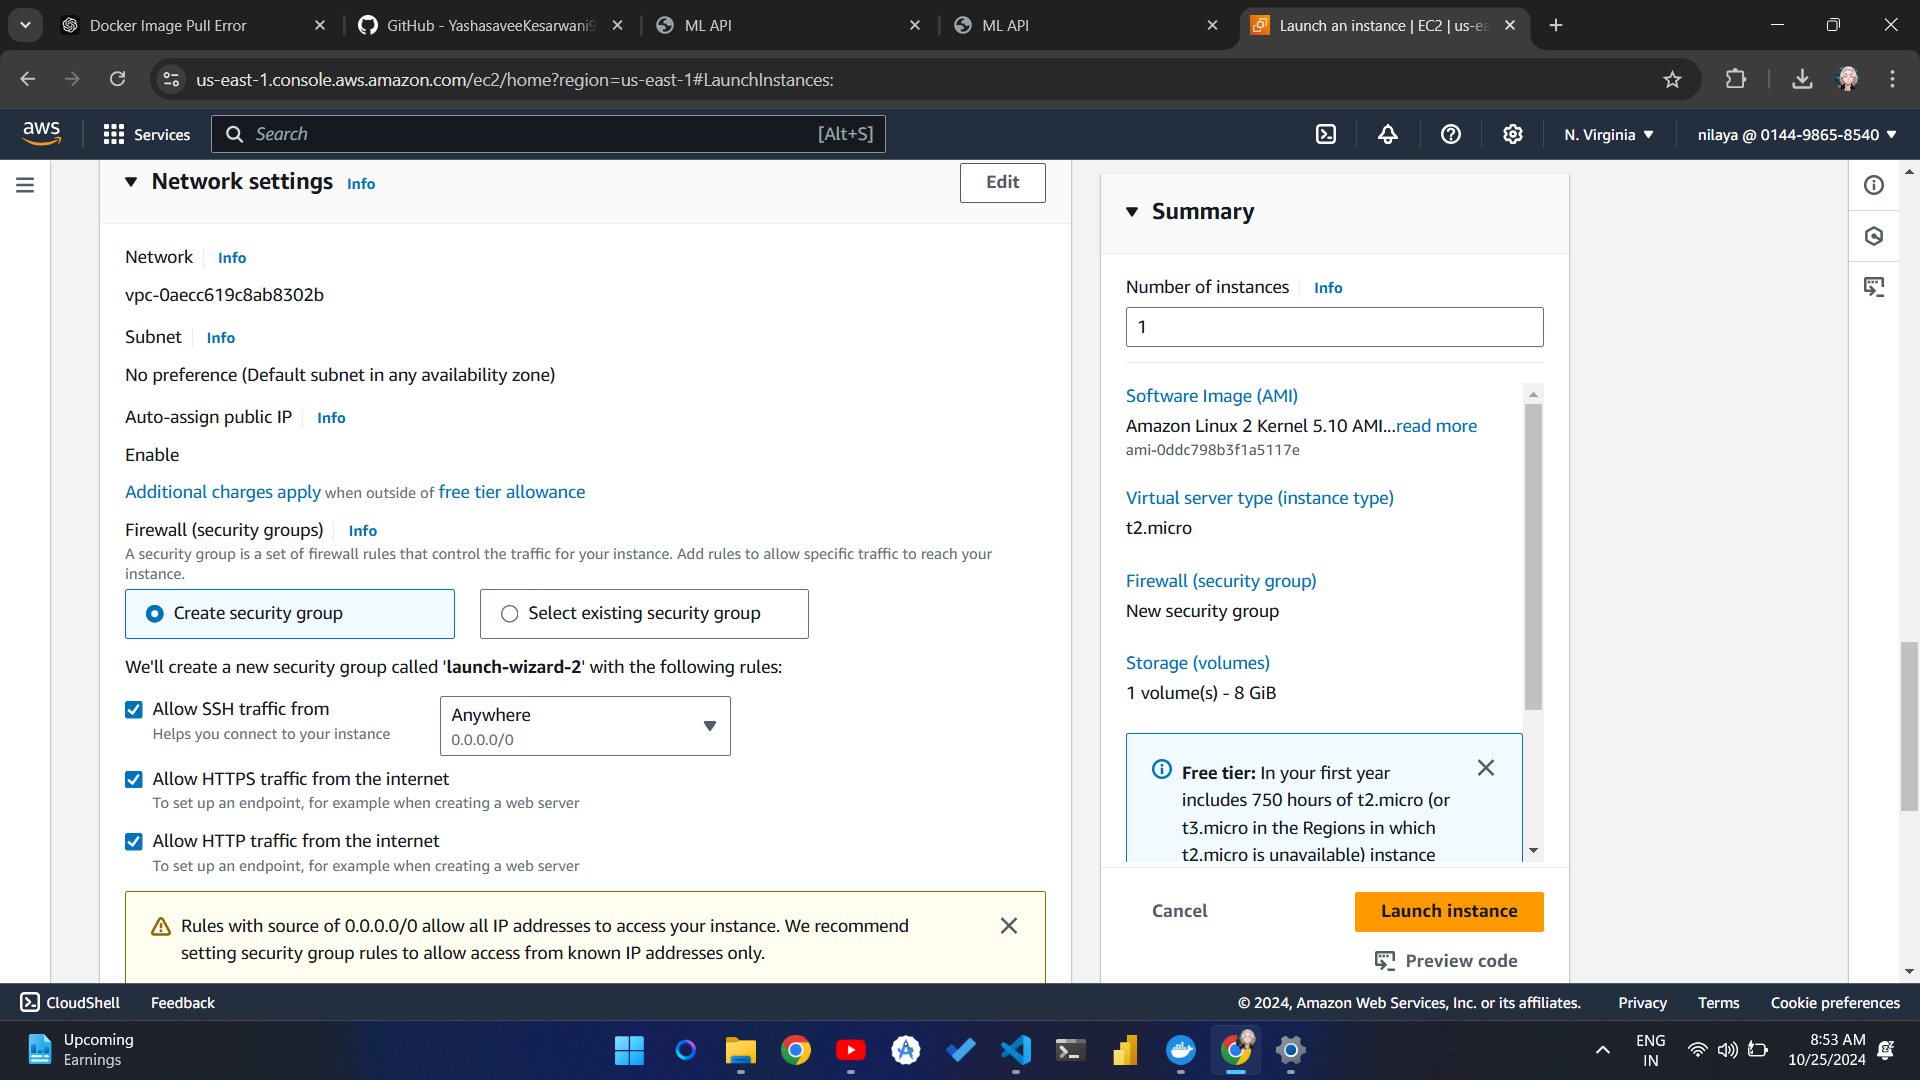 Docker Image Pull Error
GitHub - YashasaveeKesarwani9
ML API
ML API
Launch an instance | EC2 | us-ea
us-east-1.console.aws.amazon.com/ec2/home?region=us-east-1#LaunchInstances:
aws
Services
Search
[Alt+S]
N. Virginia
nilaya @ 0144-9865-8540
Network settings Info
Edit
Network Info
vpc-0aecc619c8ab8302b
Subnet Info
No preference (Default subnet in any availability zone)
Auto-assign public IP Info
Enable
Additional charges apply when outside of free tier allowance
Firewall (security groups) Info
A security group is a set of firewall rules that control the traffic for your instance. Add rules to allow specific traffic to reach your
instance.
Create security group
Select existing security group
We'll create a new security group called 'launch-wizard-2' with the following rules:
Allow SSH traffic from
Helps you connect to your instance
Anywhere
0.0.0.0/0
Allow HTTPS traffic from the internet
To set up an endpoint, for example when creating a web server
Allow HTTP traffic from the internet
To set up an endpoint, for example when creating a web server
Rules with source of 0.0.0.0/0 allow all IP addresses to access your instance. We recommend
setting security group rules to allow access from known IP addresses only.
Summary
Number of instances Info
1
Software Image (AMI)
Amazon Linux 2 Kernel 5.10 AMI...read more
ami-0ddc798b3f1a5117e
Virtual server type (instance type)
t2.micro
Firewall (security group)
New security group
Storage (volumes)
1 volume(s) - 8 GiB
Free tier: In your first year
includes 750 hours of t2.micro (or
t3.micro in the Regions in which
t2.micro is unavailable) instance
Cancel
Launch instance
Preview code
CloudShell
Feedback
© 2024, Amazon Web Services, Inc. or its affiliates.
Privacy
Terms
Cookie preferences
Upcoming
Earnings
ENG
IN
8:53 AM
10/25/2024